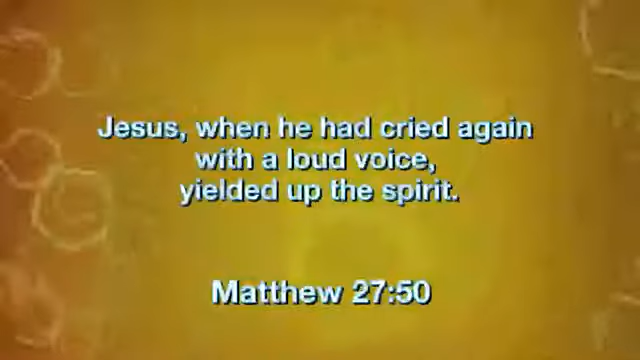 Jesus, when he had cried again
with a loud voice,
yielded up the spirit.
Matthew 27:50